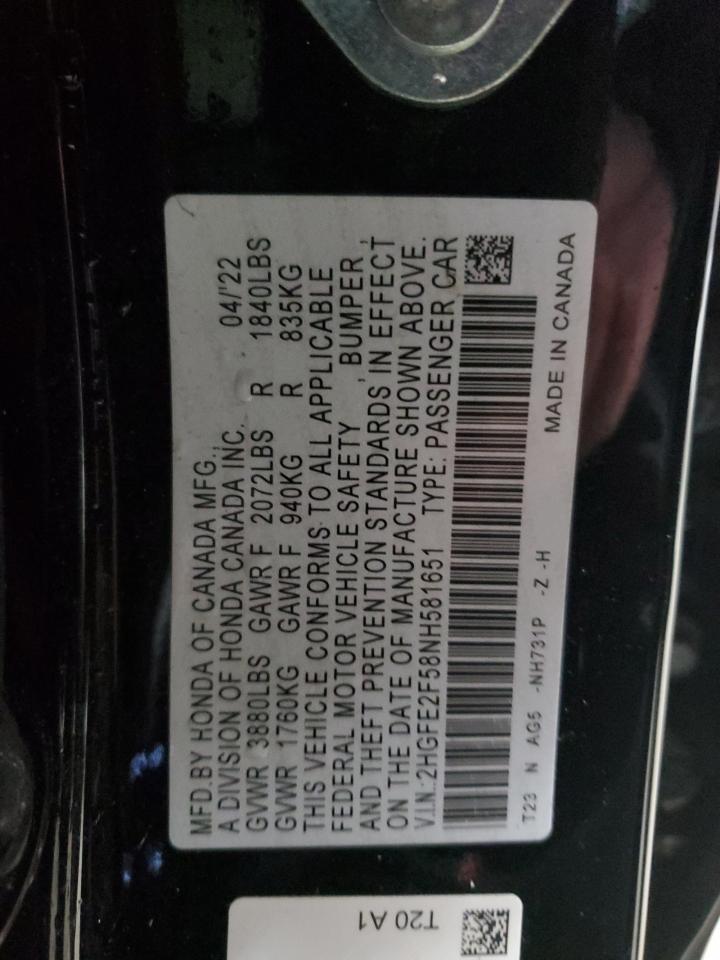 MFD.BY HONDA OF CANADA MFG.,
A DIVISION OF HONDA CANADA INC. 04/'22
GVWR 3880LBS GAWR F 2072LBS R 1840LBS
GVWR 1760KG GAWR F 940KG R 835KG
THIS VEHICLE CONFORMS TO ALL APPLICABLE
FEDERAL MOTOR VEHICLE SAFETY , BUMPER ,
AND THEFT PREVENTION STANDARDS IN EFFECT
ON THE DATE OF MANUFACTURE SHOWN ABOVE.
V.I.N.:2HGFE2F58NH581651 TYPE: PASSENGER CAR
T23 N AG5 -NH731P -Z -H MADE IN CANADA
T20 A1